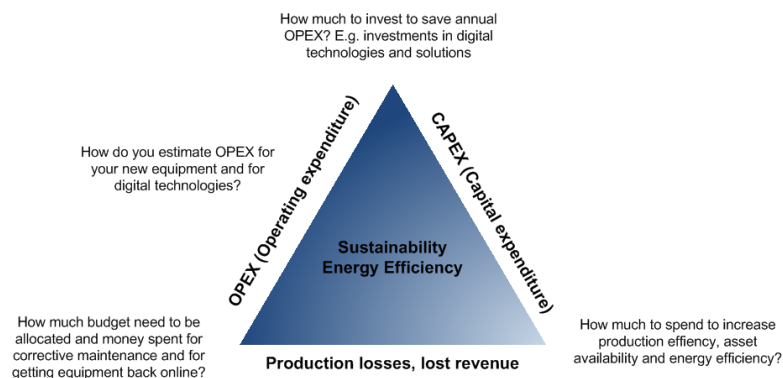 How much to invest to save annual
OPEX? E.g. investments in digital
technologies and solutions
How do you estimate OPEX for
your new equipment and for
digital technologies?
OPEX (Operating expenditure)
CAPEX (Capital expenditure)
Sustainability
Energy Efficiency
How much budget need to be
allocated and money spent for
corrective maintenance and for
getting equipment back online?
Production losses, lost revenue
How much to spend to increase
production effiency, asset
availability and energy efficiency?